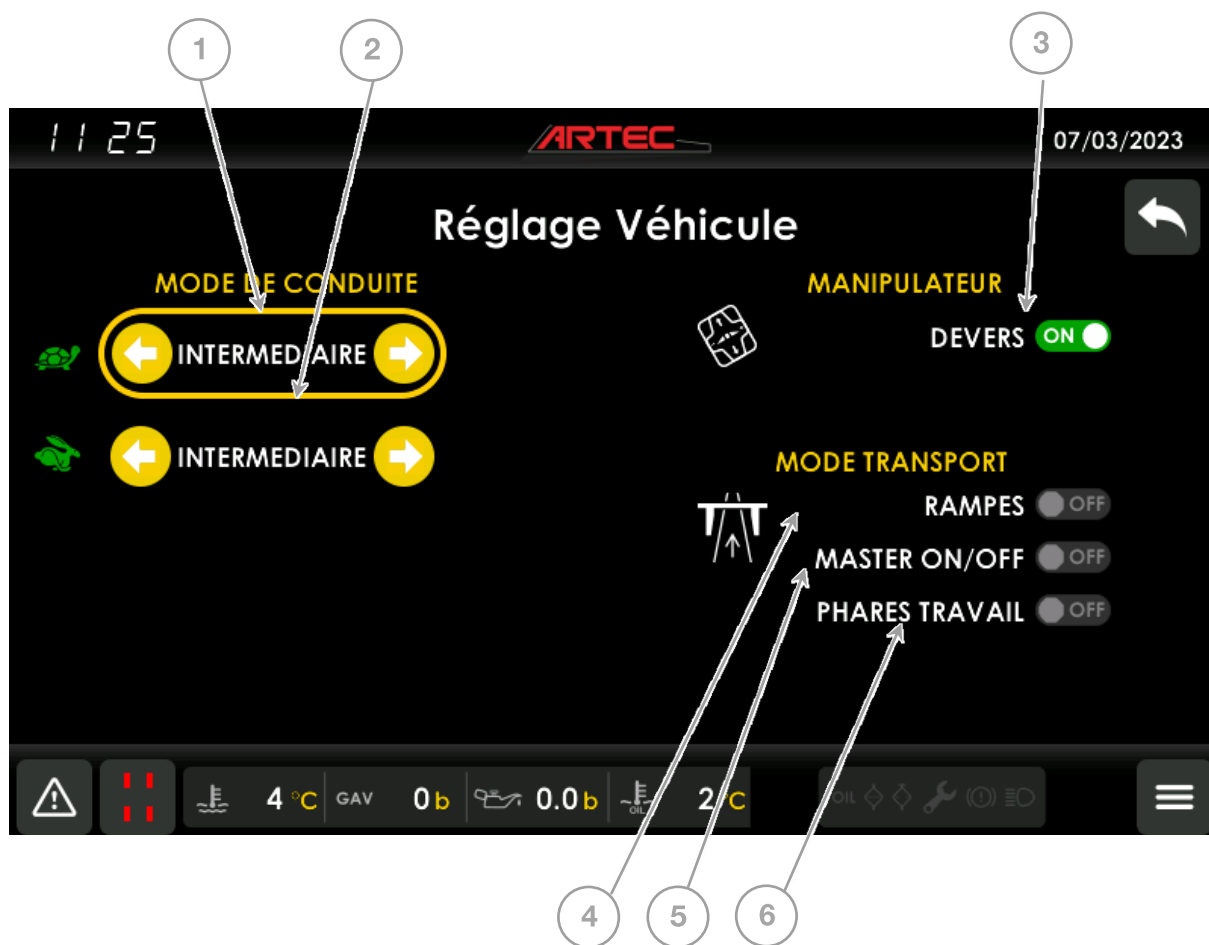 1 2 3
11 25 ARTEC 07/03/2023
Réglage Véhicule
MODE DE CONDUITE
INTERMEDIAIRE
INTERMEDIAIRE
MANIPULATEUR
DEVERS ON
MODE TRANSPORT
RAMPES OFF
MASTER ON/OFF OFF
PHARES TRAVAIL OFF
4 °C GAV 0 b 0.0 b OIL 2 °C OIL
4 5 6